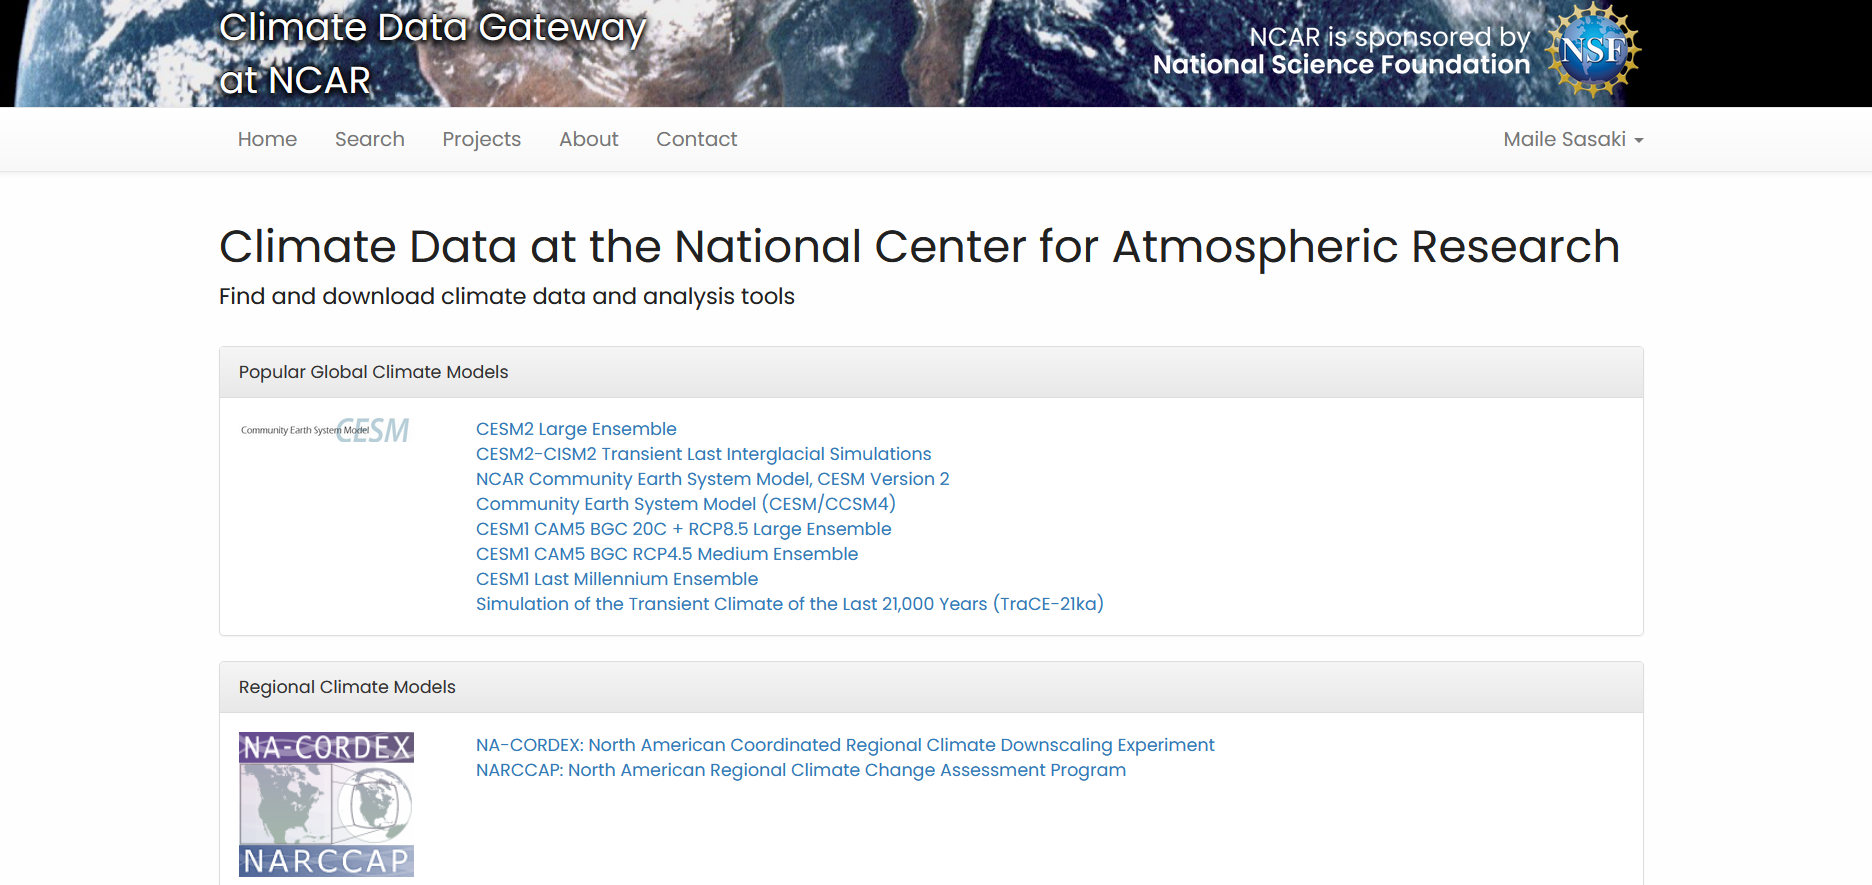 Climate Data Gateway
at NCAR
NCAR is sponsored by
National Science Foundation
NSF
Home Search Projects About Contact Maile Sasaki
Climate Data at the National Center for Atmospheric Research
Find and download climate data and analysis tools
Popular Global Climate Models
Community Earth System Model CESM
CESM2 Large Ensemble
CESM2-CISM2 Transient Last Interglacial Simulations
NCAR Community Earth System Model, CESM Version 2
Community Earth System Model (CESM/CCSM4)
CESM1 CAM5 BGC 20C + RCP8.5 Large Ensemble
CESM1 CAM5 BGC RCP4.5 Medium Ensemble
CESM1 Last Millennium Ensemble
Simulation of the Transient Climate of the Last 21,000 Years (TraCE-21ka)
Regional Climate Models
NA-CORDEX
NARCCAP
NA-CORDEX: North American Coordinated Regional Climate Downscaling Experiment
NARCCAP: North American Regional Climate Change Assessment Program